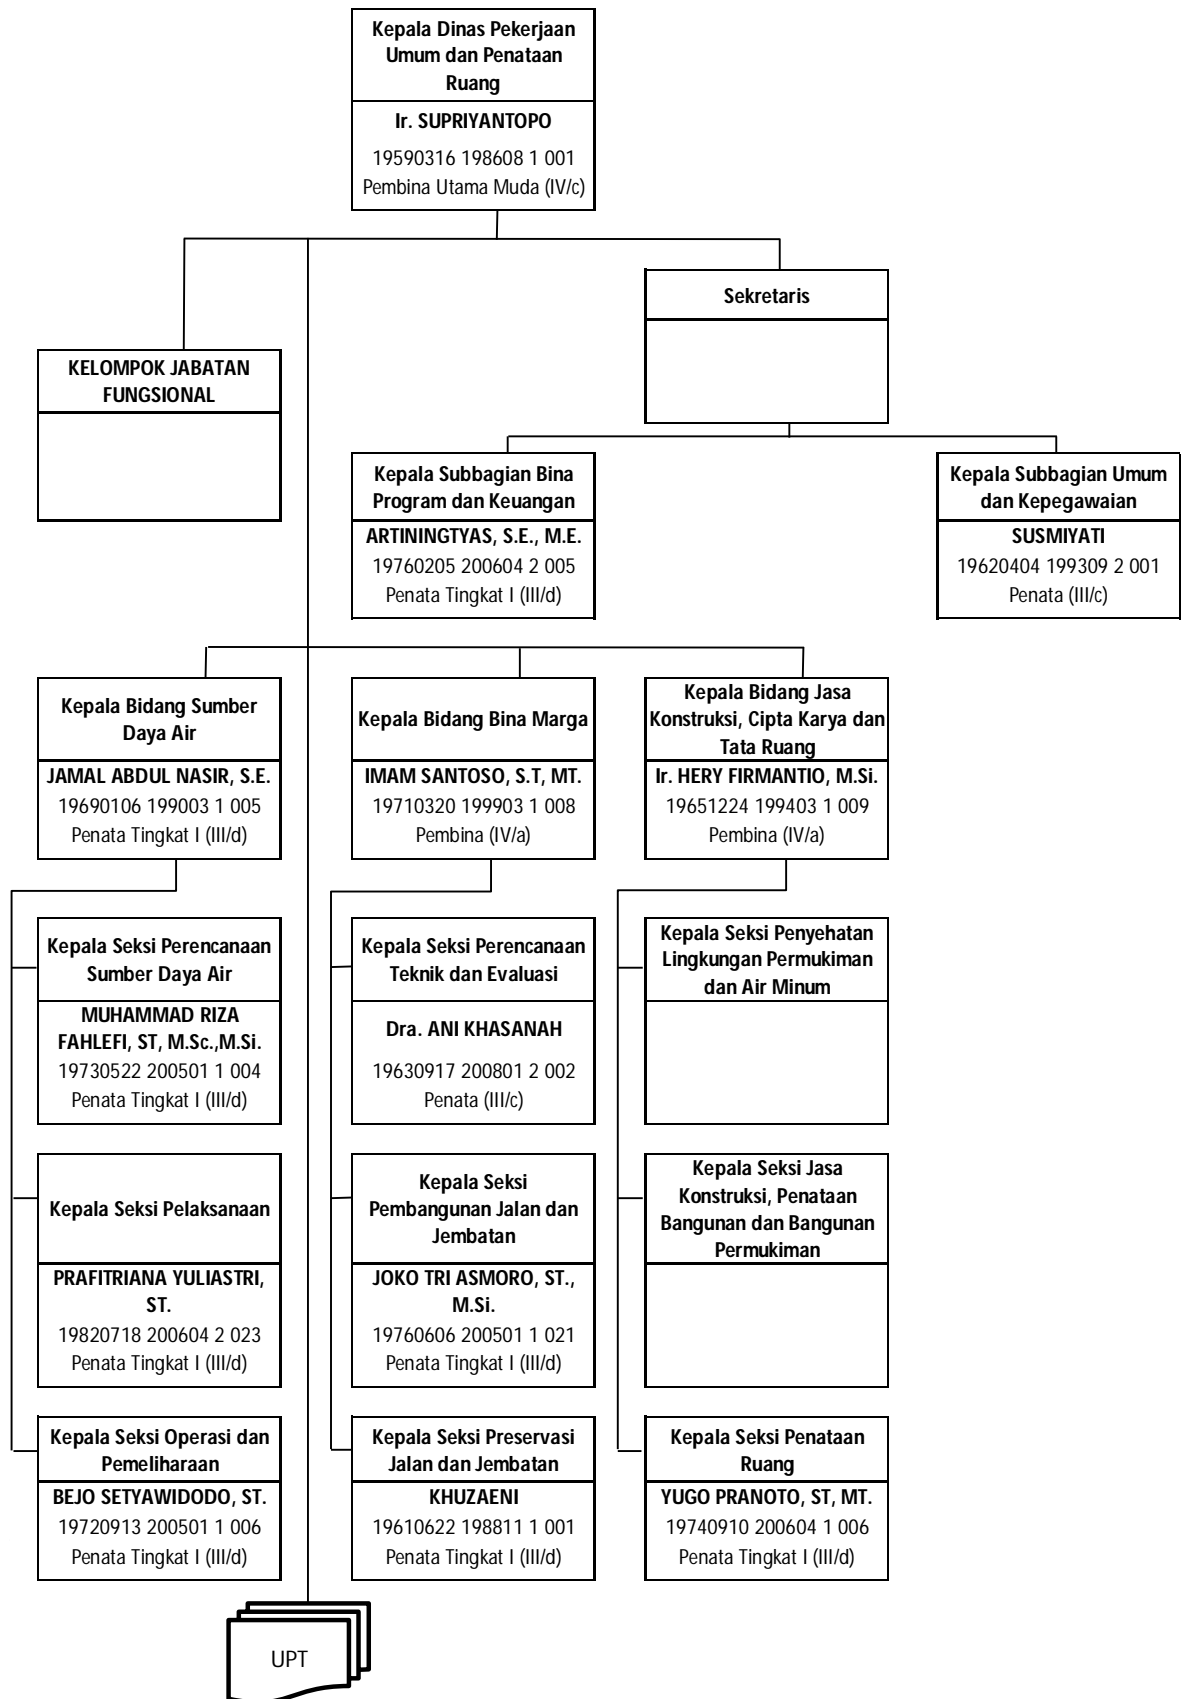 Kepala Dinas Pekerjaan
Umum dan Penataan
Ruang
Ir. SUPRIYANTOPO
19590316 198608 1 001
Pembina Utama Muda (IV/c)
Sekretaris
KELOMPOK JABATAN
FUNGSIONAL
Kepala Subbagian Bina
Program dan Keuangan
ARTININGTYAS, S.E., M.E.
19760205 200604 2 005
Penata Tingkat I (III/d)
Kepala Subbagian Umum
dan Kepegawaian
SUSMIYATI
19620404 199309 2 001
Penata (III/c)
Kepala Bidang Sumber
Daya Air
JAMAL ABDUL NASIR, S.E.
19690106 199003 1 005
Penata Tingkat I (III/d)
Kepala Bidang Bina Marga
IMAM SANTOSO, S.T, MT.
19710320 199903 1 008
Pembina (IV/a)
Kepala Bidang Jasa
Konstruksi, Cipta Karya dan
Tata Ruang
Ir. HERY FIRMANTIO, M.Si.
19651224 199403 1 009
Pembina (IV/a)
Kepala Seksi Perencanaan
Sumber Daya Air
MUHAMMAD RIZA
FAHLEFI, ST, M.Sc.,M.Si.
19730522 200501 1 004
Penata Tingkat I (III/d)
Kepala Seksi Perencanaan
Teknik dan Evaluasi
Dra. ANI KHASANAH
19630917 200801 2 002
Penata (III/c)
Kepala Seksi Penyehatan
Lingkungan Permukiman
dan Air Minum
Kepala Seksi Pelaksanaan
PRAFITRIANA YULIASTRI,
ST.
19820718 200604 2 023
Penata Tingkat I (III/d)
Kepala Seksi
Pembangunan Jalan dan
Jembatan
JOKO TRI ASMORO, ST.,
M.Si.
19760606 200501 1 021
Penata Tingkat I (III/d)
Kepala Seksi Jasa
Konstruksi, Penataan
Bangunan dan Bangunan
Permukiman
Kepala Seksi Operasi dan
Pemeliharaan
BEJO SETYAWIDODO, ST.
19720913 200501 1 006
Penata Tingkat I (III/d)
Kepala Seksi Preservasi
Jalan dan Jembatan
KHUZAENI
19610622 198811 1 001
Penata Tingkat I (III/d)
Kepala Seksi Penataan
Ruang
YUGO PRANOTO, ST, MT.
19740910 200604 1 006
Penata Tingkat I (III/d)
UPT